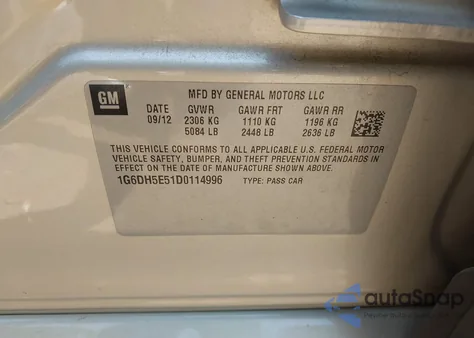 GM
MFD BY GENERAL MOTORS LLC
DATE GVWR GAWR FRT GAWR RR
09/12 2306 KG 1110 KG 1196 KG
5084 LB 2448 LB 2636 LB
THIS VEHICLE CONFORMS TO ALL APPLICABLE U.S. FEDERAL MOTOR
VEHICLE SAFETY, BUMPER, AND THEFT PREVENTION STANDARDS IN
EFFECT ON THE DATE OF MANUFACTURE SHOWN ABOVE.
1G6DH5E51D0114996 TYPE: PASS CAR
autoSnap